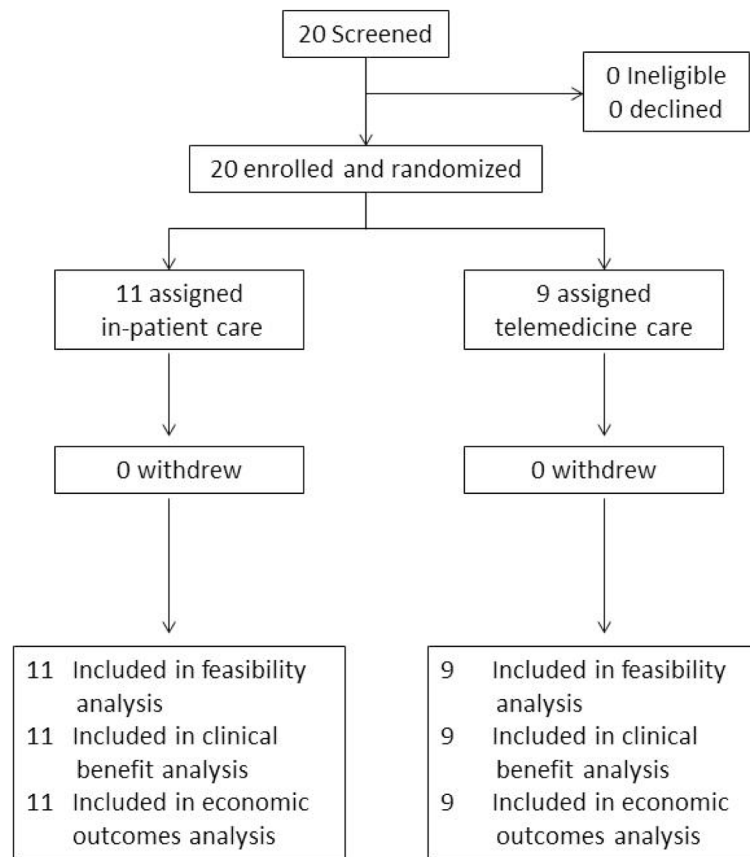 20 Screened
0 Ineligible
0 declined
20 enrolled and randomized
11 assigned
in-patient care
9 assigned
telemedicine care
0 withdrew
0 withdrew
11 Included in feasibility
analysis
11 Included in clinical
benefit analysis
11 Included in economic
outcomes analysis
9 Included in feasibility
analysis
9 Included in clinical
benefit analysis
9 Included in economic
outcomes analysis